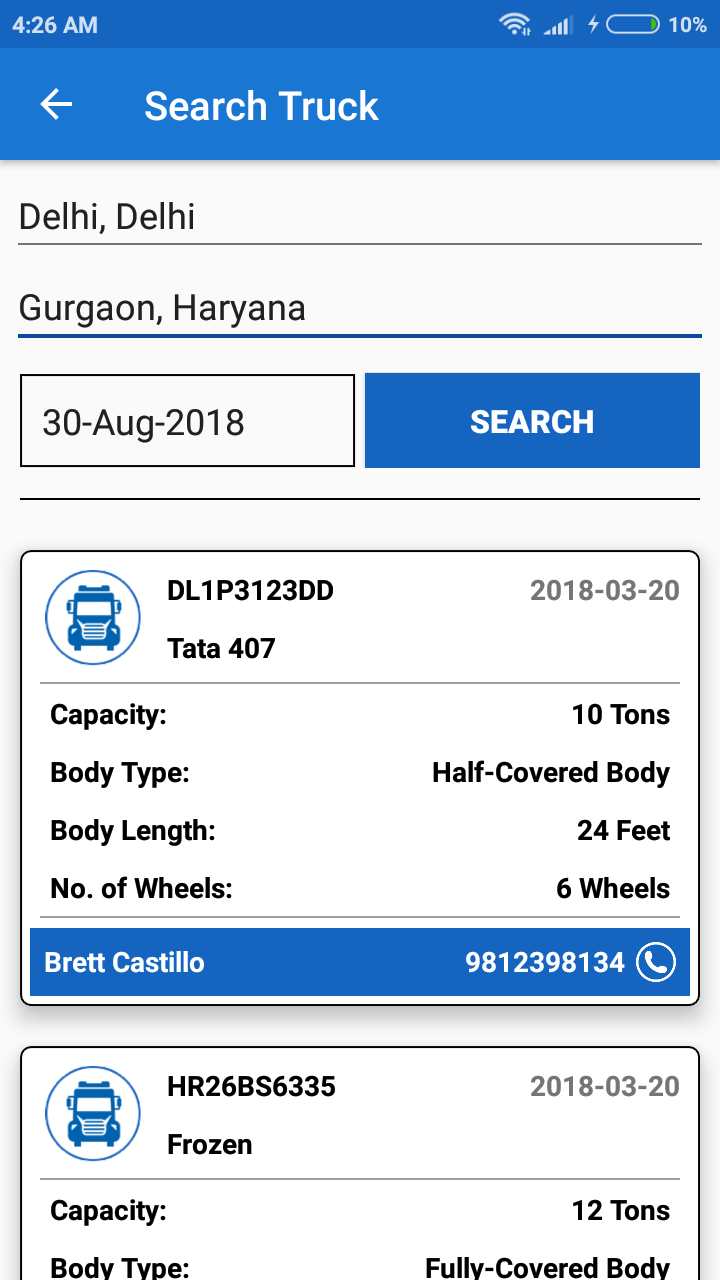 4:26 AM 10%
Search Truck
Delhi, Delhi
Gurgaon, Haryana
30-Aug-2018 SEARCH
DL1P3123DD 2018-03-20
Tata 407
Capacity: 10 Tons
Body Type: Half-Covered Body
Body Length: 24 Feet
No. of Wheels: 6 Wheels
Brett Castillo 9812398134
HR26BS6335 2018-03-20
Frozen
Capacity: 12 Tons
Body Type: Fully-Covered Body